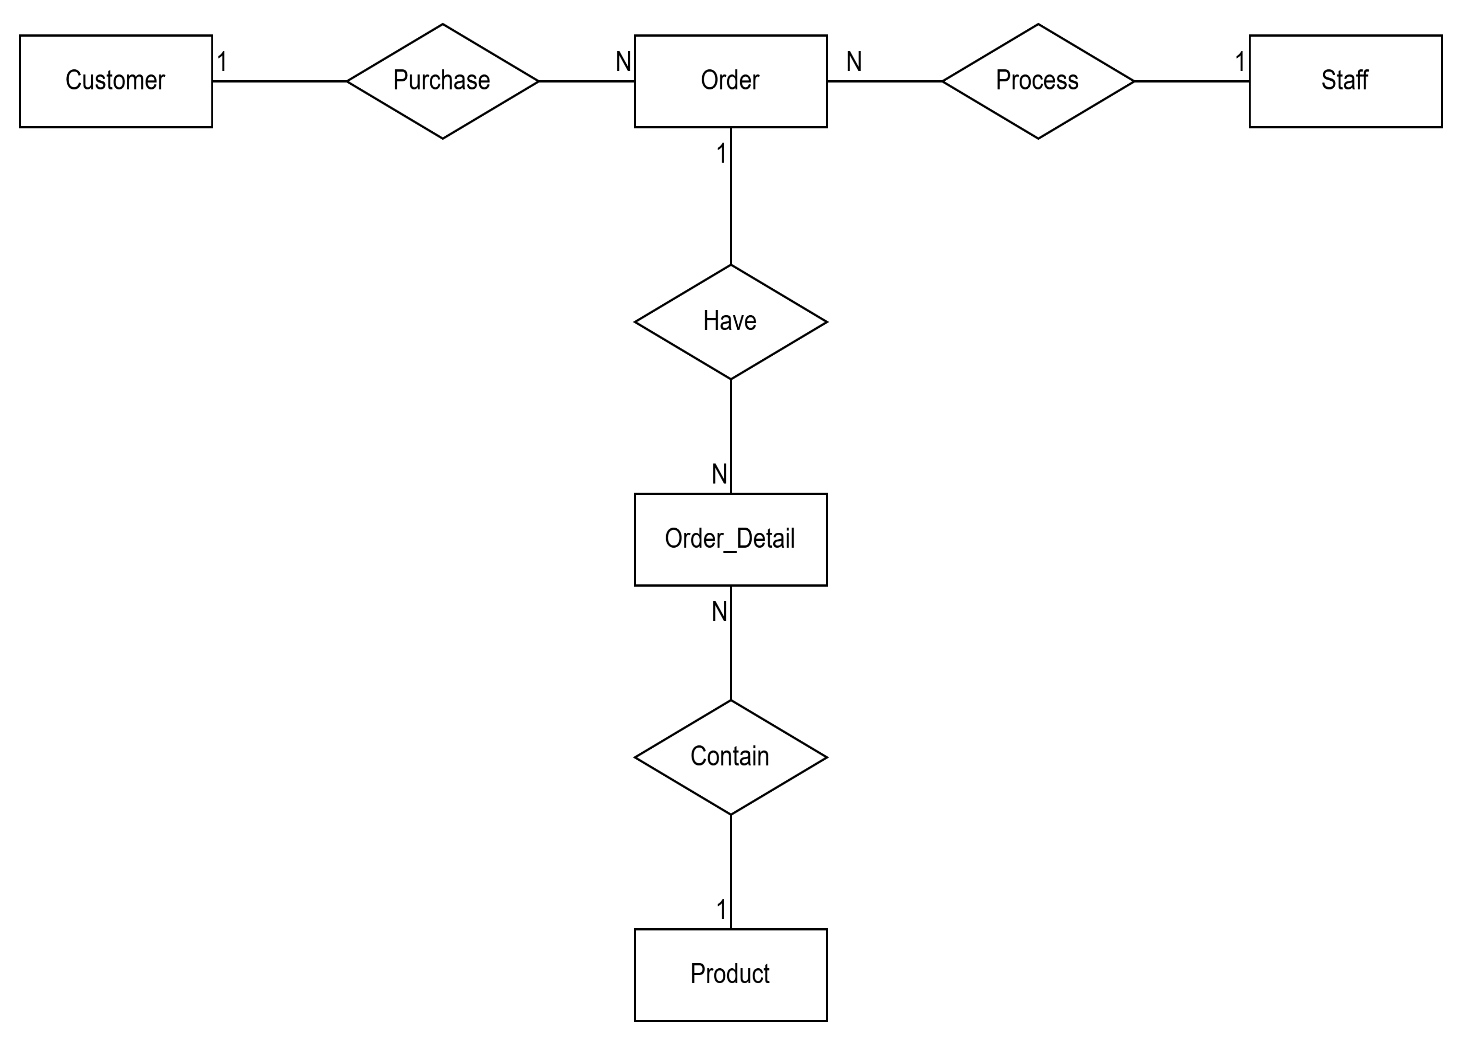 Customer
1
Purchase
N
Order
N
Process
1
Staff
1
Have
N
Order_Detail
N
Contain
1
Product